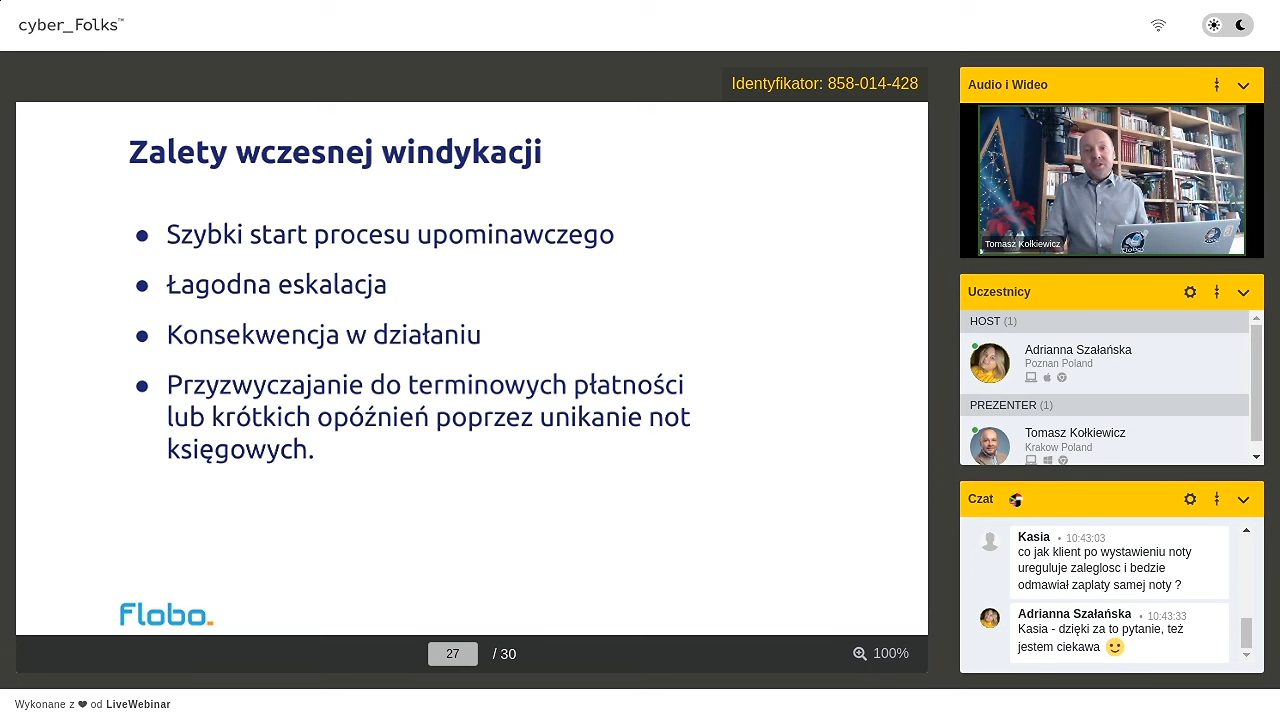 cyber_Folks™
Identyfikator: 858-014-428
Zalety wczesnej windykacji
● Szybki start procesu upominawczego
● Łagodna eskalacja
● Konsekwencja w działaniu
● Przyzwyczajanie do terminowych płatności
lub krótkich opóźnień poprzez unikanie not
księgowych.
Flobo.
27 / 30
100%
Audio i Wideo
Tomasz Kołkiewicz
Flobo
Uczestnicy
HOST (1)
Adrianna Szałańska
Poznan Poland
PREZENTER (1)
Tomasz Kołkiewicz
Krakow Poland
Czat
Kasia • 10:43:03
co jak klient po wystawieniu noty
ureguluje zaleglosc i bedzie
odmawiał zaplaty samej noty ?
Adrianna Szałańska • 10:43:33
Kasia - dzięki za to pytanie, też
jestem ciekawa 🙂
Wykonane z ❤ od LiveWebinar